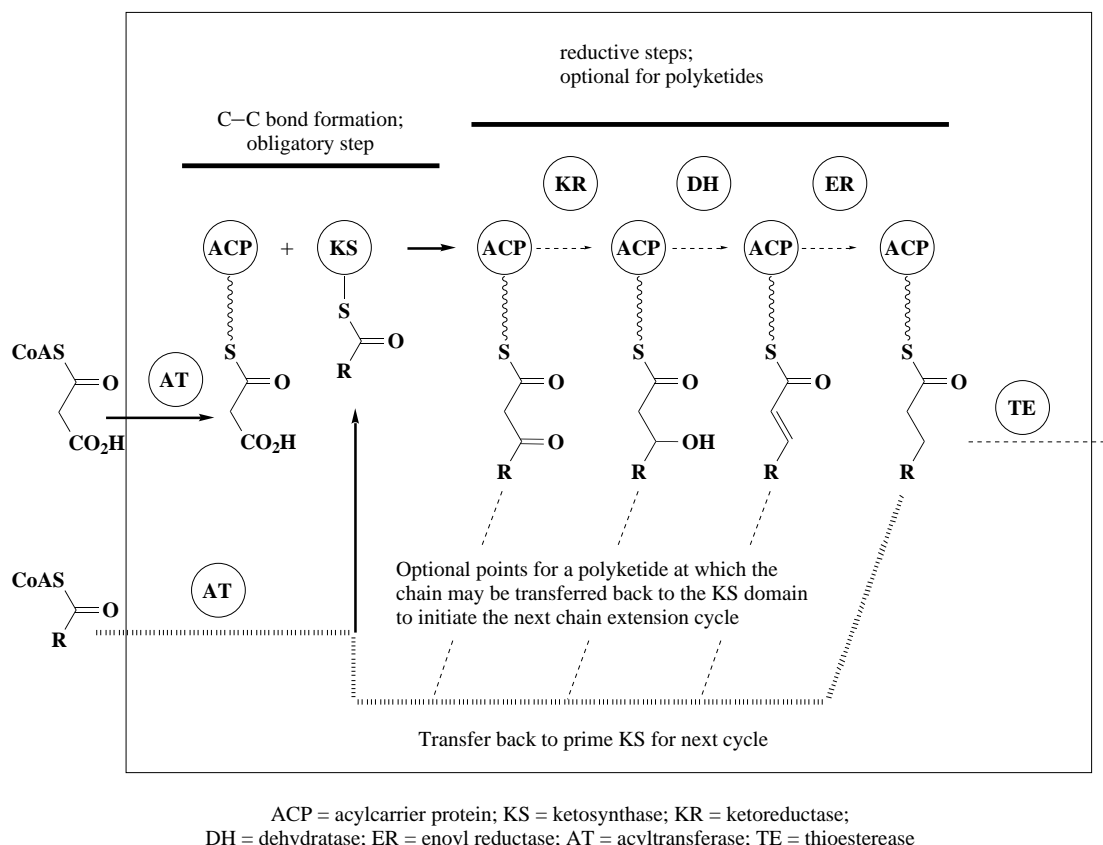 reductive steps;
optional for polyketides
C–C bond formation;
obligatory step
KR
DH
ER
ACP
+
KS
ACP
ACP
ACP
ACP
S
O
R
CoAS
O
CO₂H
AT
S
O
CO₂H
S
O
O
R
S
O
OH
R
S
O
R
S
O
R
TE
CoAS
O
R
AT
Optional points for a polyketide at which the
chain may be transferred back to the KS domain
to initiate the next chain extension cycle
Transfer back to prime KS for next cycle
ACP = acylcarrier protein; KS = ketosynthase; KR = ketoreductase;
DH = dehydratase; ER = enoyl reductase; AT = acyltransferase; TE = thioesterease